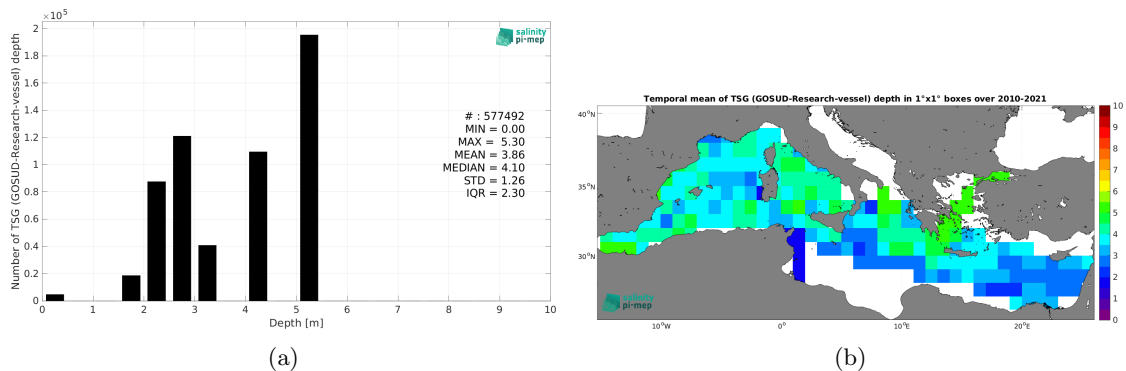 ×10⁵
2
1.8
1.6
1.4
1.2
1
0.8
0.6
0.4
0.2
0
Number of TSG (GOSUD-Research-vessel) depth
salinity
pi-mep
# : 577492
MIN = 0.00
MAX = 5.30
MEAN = 3.86
MEDIAN = 4.10
STD = 1.26
IQR = 2.30
0 1 2 3 4 5 6 7 8 9 10
Depth [m]
(a)
Temporal mean of TSG (GOSUD-Research-vessel) depth in 1°x1° boxes over 2010-2021
40°N
35°N
30°N
salinity
pi-mep
10°W 0° 10°E 20°E
10
9
8
7
6
5
4
3
2
1
0
(b)